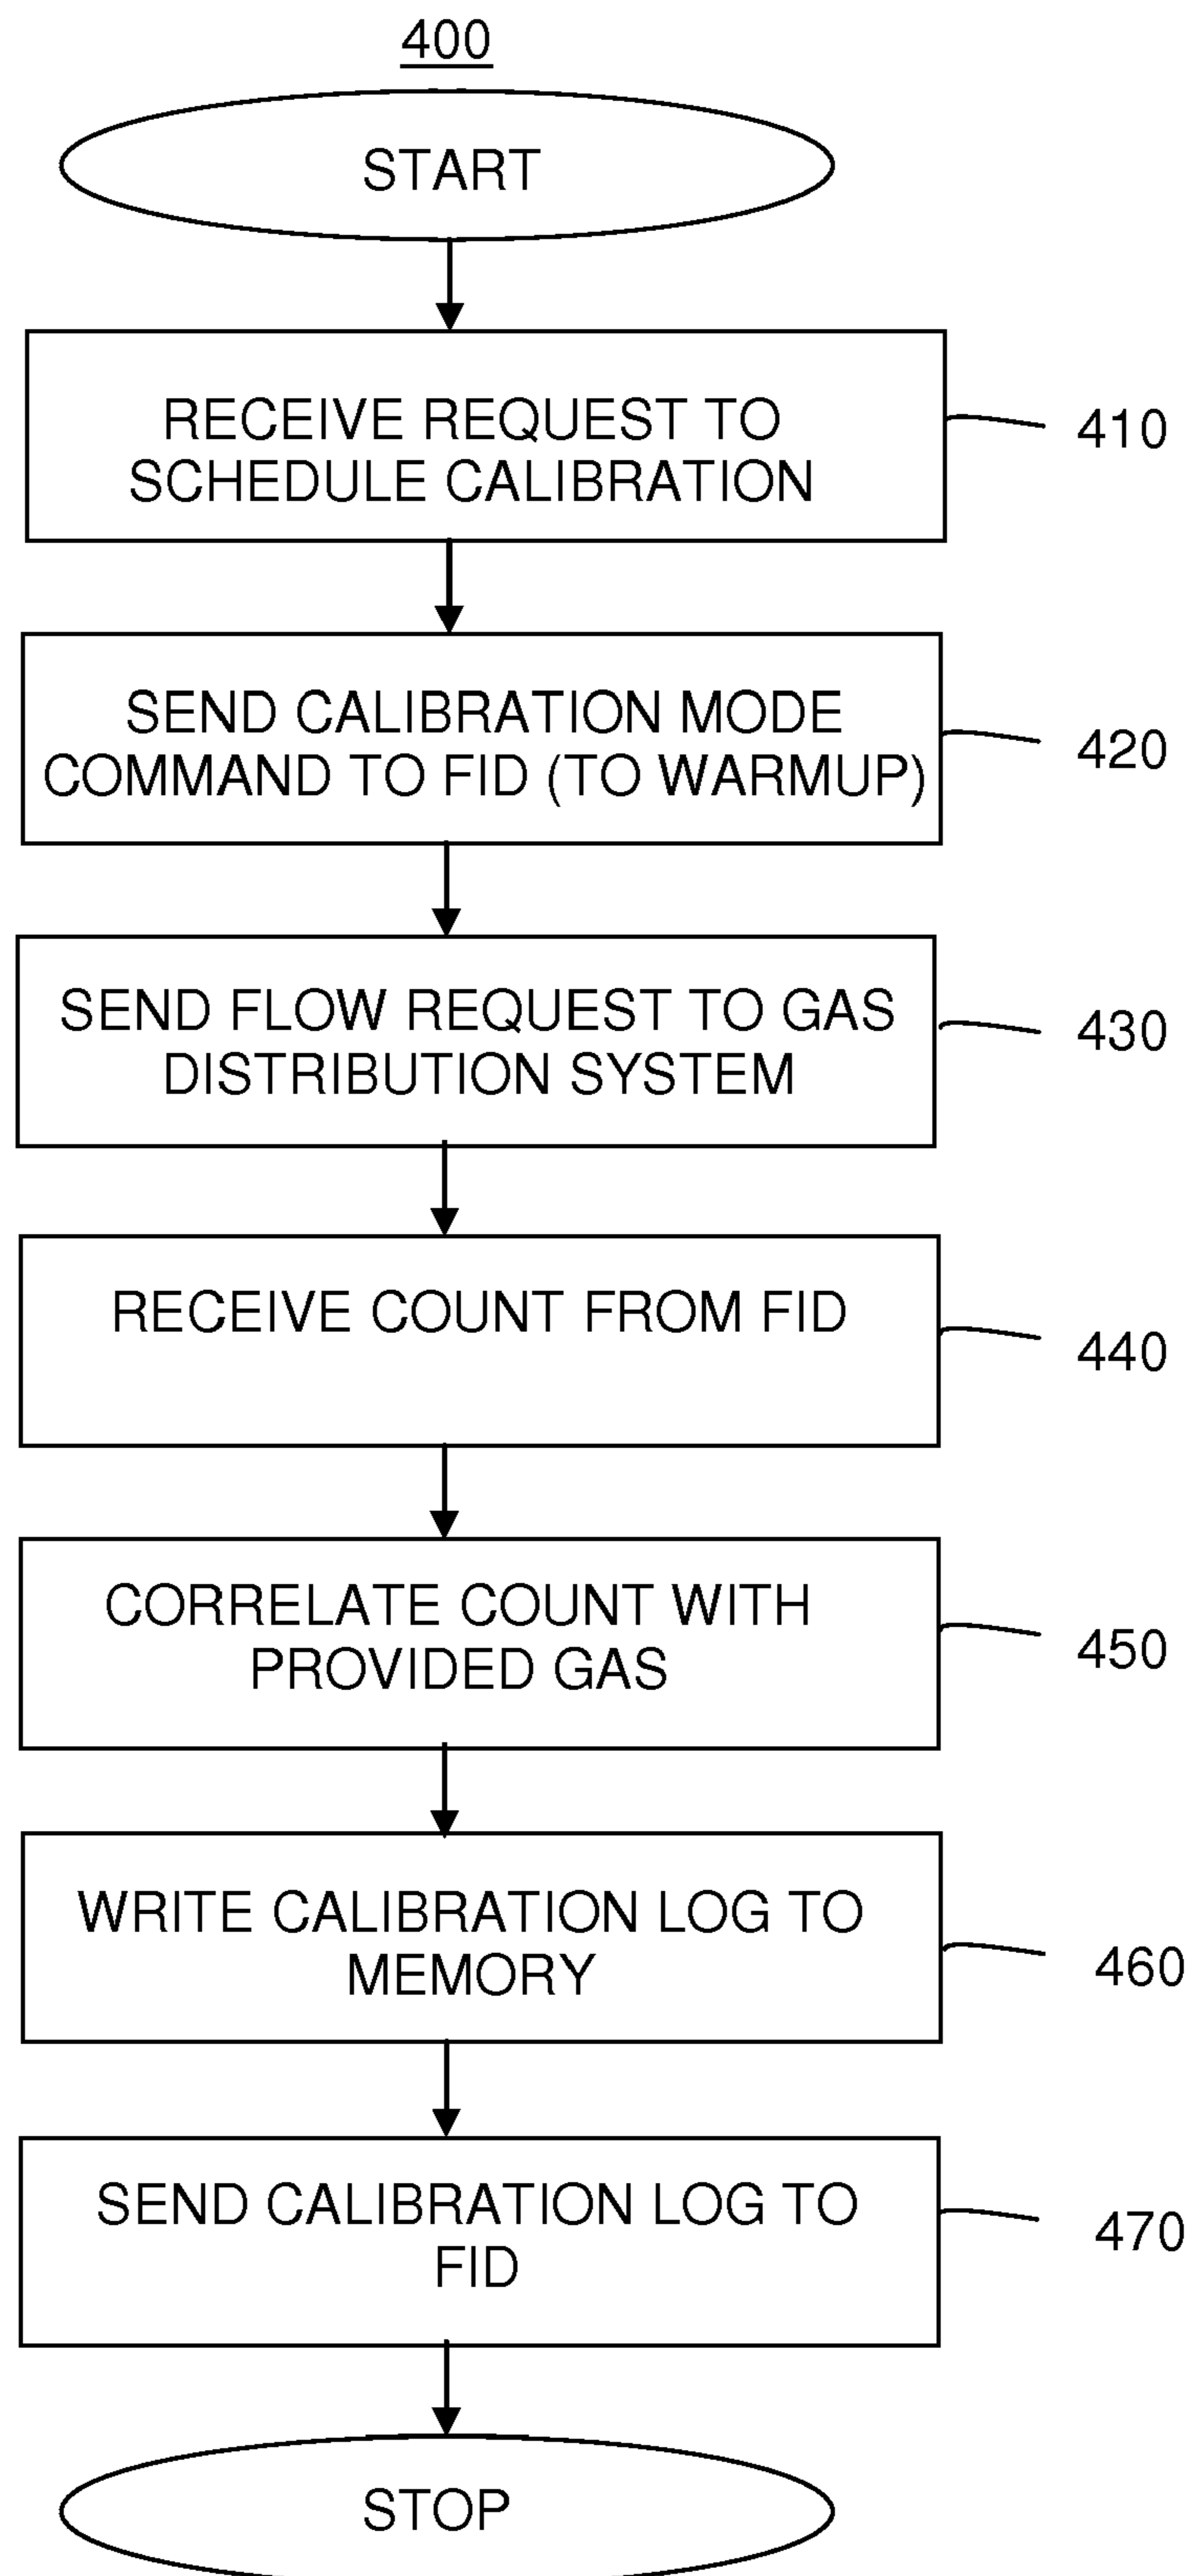 400
START
RECEIVE REQUEST TO
SCHEDULE CALIBRATION
410
SEND CALIBRATION MODE
COMMAND TO FID (TO WARMUP)
420
SEND FLOW REQUEST TO GAS
DISTRIBUTION SYSTEM
430
RECEIVE COUNT FROM FID
440
CORRELATE COUNT WITH
PROVIDED GAS
450
WRITE CALIBRATION LOG TO
MEMORY
460
SEND CALIBRATION LOG TO
FID
470
STOP